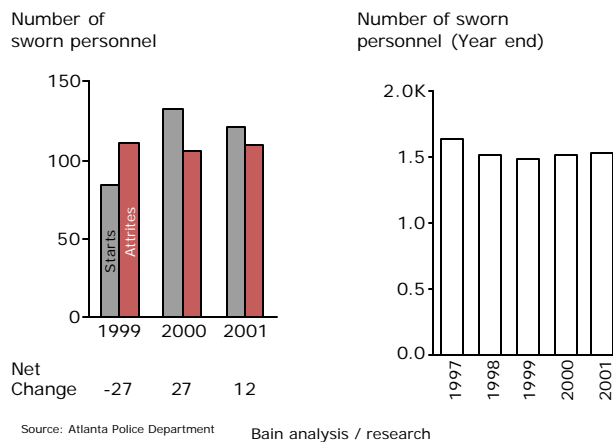 Number of
sworn personnel
150
100
50
0
Starts
Attrites
1999 2000 2001
Net
Change -27 27 12
Source: Atlanta Police Department
Number of sworn
personnel (Year end)
2.0K
1.5
1.0
0.5
0.0
1997 1998 1999 2000 2001
Bain analysis / research